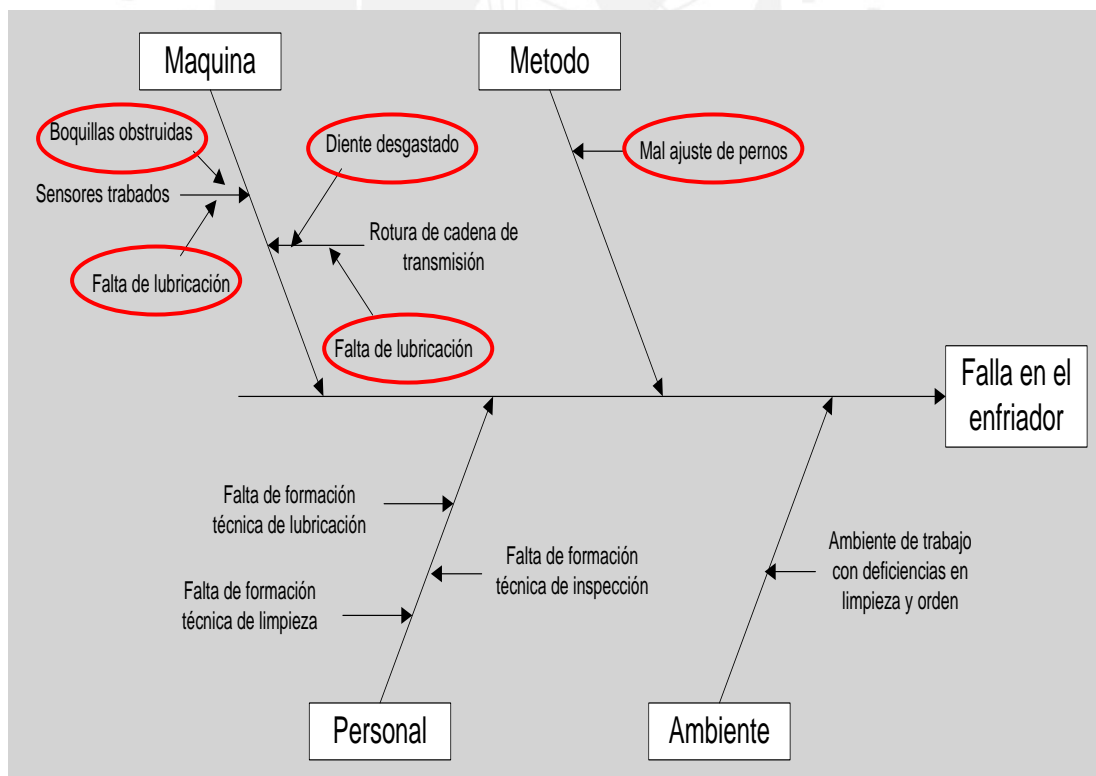 Maquina
Metodo
Boquillas obstruidas
Diente desgastado
Mal ajuste de pernos
Sensores trabados
Rotura de cadena de
transmisión
Falta de lubricación
Falta de lubricación
Falla en el
enfriador
Falta de formación
técnica de lubricación
Falta de formación
técnica de inspección
Falta de formación
técnica de limpieza
Ambiente de trabajo
con deficiencias en
limpieza y orden
Personal
Ambiente